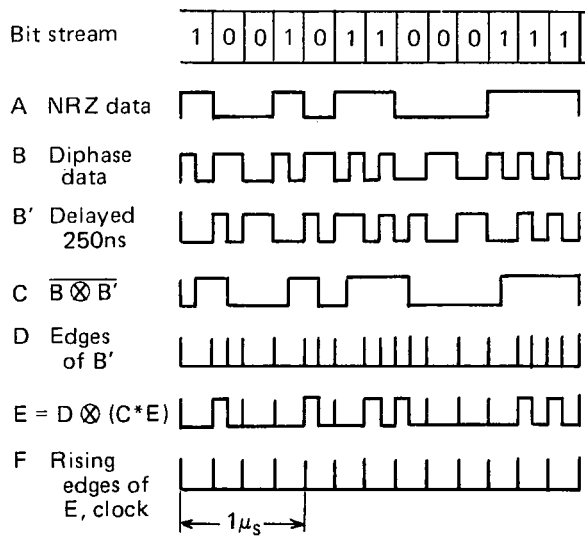 Bit stream 1 0 0 1 0 1 1 0 0 0 1 1 1
A NRZ data
B Diphase
data
B' Delayed
250ns
C B ⊗ B'
D Edges
of B'
E = D ⊗ (C*E)
F Rising
edges of
E, clock
1μs